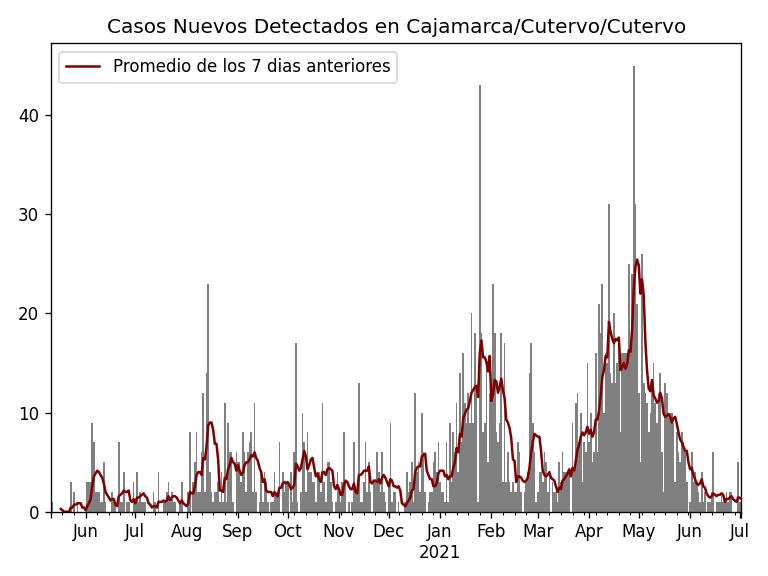 Casos Nuevos Detectados en Cajamarca/Cutervo/Cutervo
Promedio de los 7 dias anteriores
40
30
20
10
0
Jun Jul Aug Sep Oct Nov Dec Jan Feb Mar Apr May Jun Jul
2021